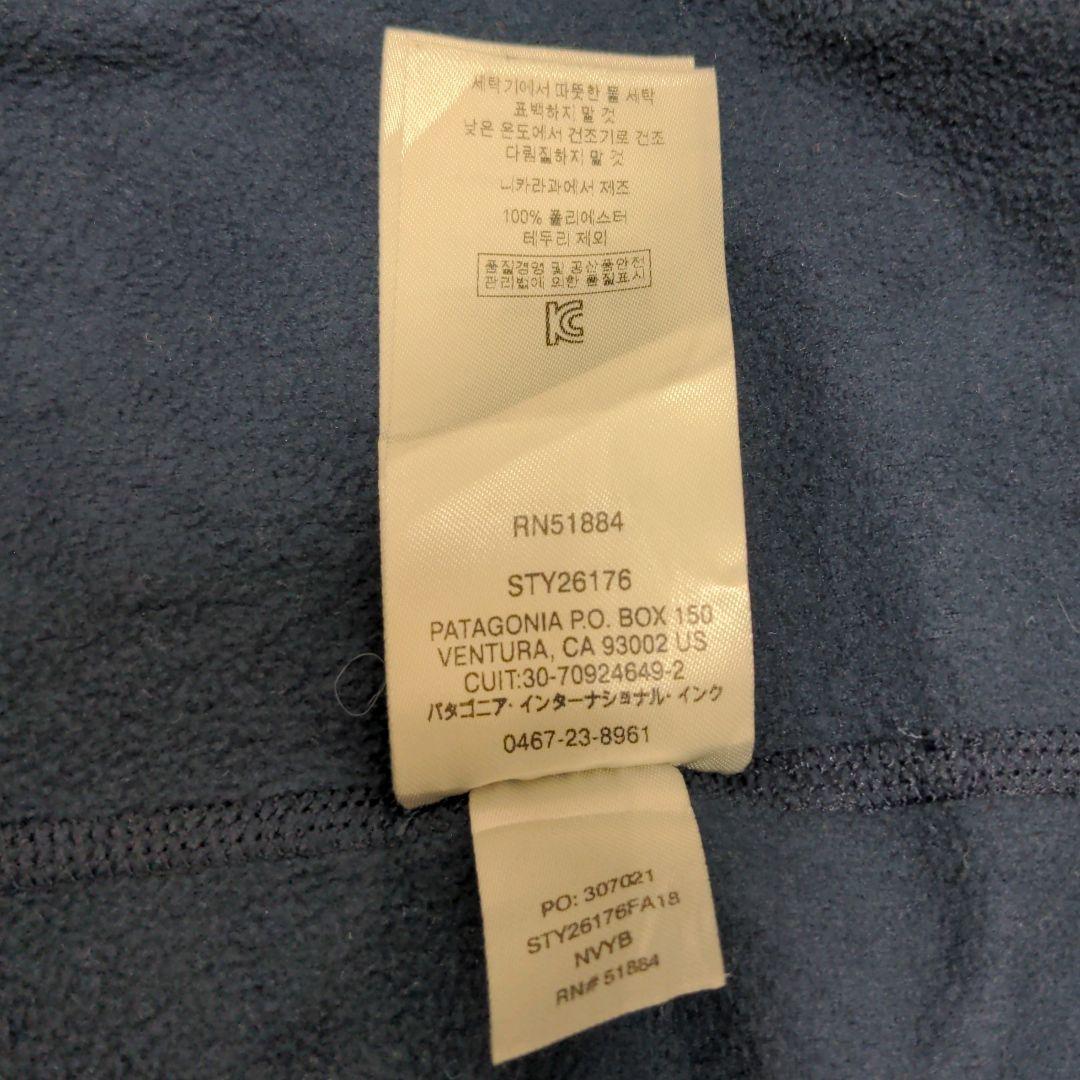 세탁기에서 따뜻한 물 세탁
표백하지 말 것
낮은 온도에서 건조기로 건조
다림질하지 말 것
니카라과에서 제조
100% 폴리에스터
테두리 제외
품질경영 및 공산품안전
관리법에 의한 품질표시
KC
RN51884
STY26176
PATAGONIA P.O. BOX 150
VENTURA, CA 93002 US
CUIT:30-70924649-2
パタゴニア・インターナショナル・インク
0467-23-8961
PO: 307021
STY26176FA18
NVYB
RN# 51884